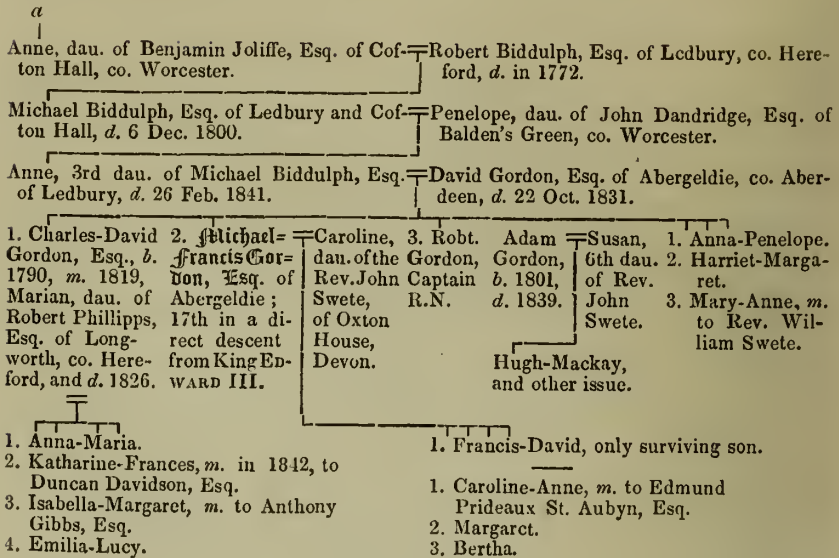 a
Anne, dau. of Benjamin Joliffe, Esq. of Cof-
ton Hall, co. Worcester.
Robert Biddulph, Esq. of Ledbury, co. Here-
ford, d. in 1772.
Michael Biddulph, Esq. of Ledbury and Cof-
ton Hall, d. 6 Dec. 1800.
Penelope, dau. of John Dandridge, Esq. of
Balden's Green, co. Worcester.
Anne, 3rd dau. of Michael Biddulph, Esq.
of Ledbury, d. 26 Feb. 1841.
David Gordon, Esq. of Abergeldie, co. Aber-
deen, d. 22 Oct. 1831.
1. Charles-David
Gordon, Esq., b.
1790, m. 1819,
Marian, dau. of
Robert Phillipps,
Esq. of Long-
worth, co. Here-
ford, and d. 1826.
2. Michael-
Francis Gor-
don, Esq. of
Abergeldie;
17th in a di-
rect descent
from King ED-
WARD III.
Caroline,
dau. of the
Rev. John
Swete,
of Oxton
House,
Devon.
3. Robt.
Gordon,
Captain
R.N.
Adam
Gordon,
b. 1801,
d. 1839.
Susan,
6th dau.
of Rev.
John
Swete.
Hugh-Mackay,
and other issue.
1. Anna-Penelope.
2. Harriet-Marga-
ret.
3. Mary-Anne, m.
to Rev. Wil-
liam Swete.
1. Anna-Maria.
2. Katharine-Frances, m. in 1842, to
Duncan Davidson, Esq.
3. Isabella-Margaret, m. to Anthony
Gibbs, Esq.
4. Emilia-Lucy.
1. Francis-David, only surviving son.
1. Caroline-Anne, m. to Edmund
Prideaux St. Aubyn, Esq.
2. Margaret.
3. Bertha.